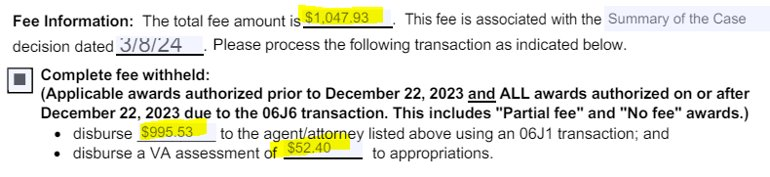 Fee Information: The total fee amount is $1,047.93. This fee is associated with the Summary of the Case
decision dated 3/8/24. Please process the following transaction as indicated below.
Complete fee withheld:
(Applicable awards authorized prior to December 22, 2023 and ALL awards authorized on or after
December 22, 2023 due to the 06J6 transaction. This includes "Partial fee" and "No fee" awards.)
• disburse $995.53 to the agent/attorney listed above using an 06J1 transaction; and
• disburse a VA assessment of $52.40 to appropriations.